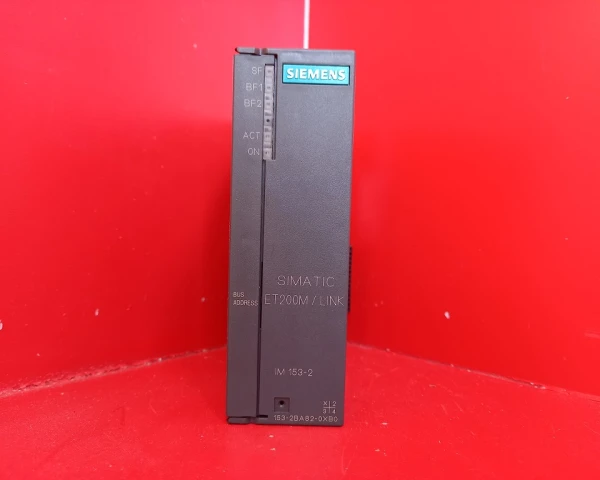 SIEMENS
SF
BF1
BF2
ACT
ON
SIMATIC
ET200M / LINK
BUS
ADDRESS
IM 153-2
X 2
3 4
153-2BA82-0XB0